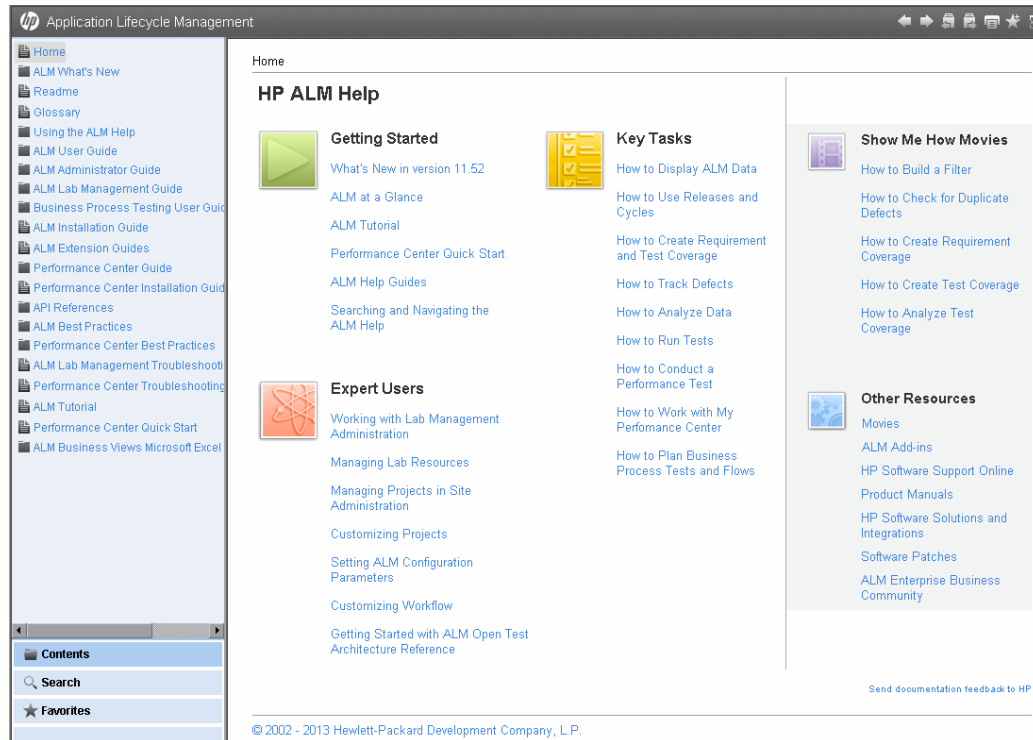 hp Application Lifecycle Management
Home
ALM What's New
Readme
Glossary
Using the ALM Help
ALM User Guide
ALM Administrator Guide
ALM Lab Management Guide
Business Process Testing User Guid
ALM Installation Guide
ALM Extension Guides
Performance Center Guide
Performance Center Installation Guid
API References
ALM Best Practices
Performance Center Best Practices
ALM Lab Management Troubleshooti
Performance Center Troubleshooting
ALM Tutorial
Performance Center Quick Start
ALM Business Views Microsoft Excel
Contents
Search
Favorites
Home
HP ALM Help
Getting Started
What's New in version 11.52
ALM at a Glance
ALM Tutorial
Performance Center Quick Start
ALM Help Guides
Searching and Navigating the
ALM Help
Expert Users
Working with Lab Management
Administration
Managing Lab Resources
Managing Projects in Site
Administration
Customizing Projects
Setting ALM Configuration
Parameters
Customizing Workflow
Getting Started with ALM Open Test
Architecture Reference
Key Tasks
How to Display ALM Data
How to Use Releases and
Cycles
How to Create Requirement
and Test Coverage
How to Track Defects
How to Analyze Data
How to Run Tests
How to Conduct a
Performance Test
How to Work with My
Perfomance Center
How to Plan Business
Process Tests and Flows
Show Me How Movies
How to Build a Filter
How to Check for Duplicate
Defects
How to Create Requirement
Coverage
How to Create Test Coverage
How to Analyze Test
Coverage
Other Resources
Movies
ALM Add-ins
HP Software Support Online
Product Manuals
HP Software Solutions and
Integrations
Software Patches
ALM Enterprise Business
Community
Send documentation feedback to HP
© 2002 - 2013 Hewlett-Packard Development Company, L.P.